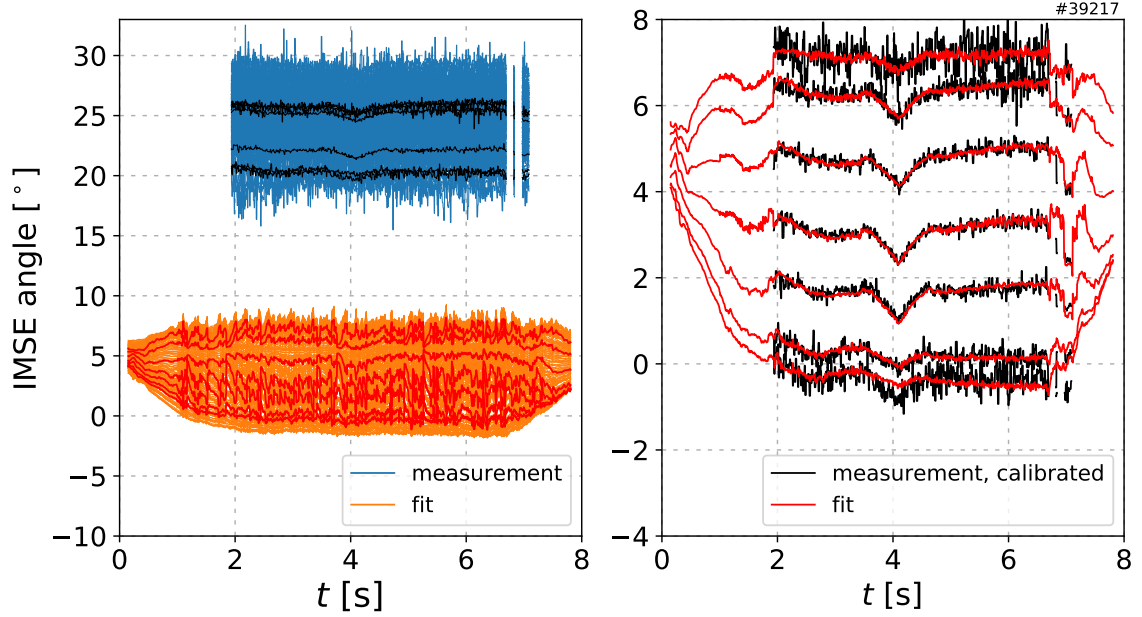 #39217
IMSE angle [°]
30
25
20
15
10
5
0
−5
−10
measurement
fit
0 2 4 6 8
t [s]
8
6
4
2
0
−2
−4
measurement, calibrated
fit
0 2 4 6 8
t [s]